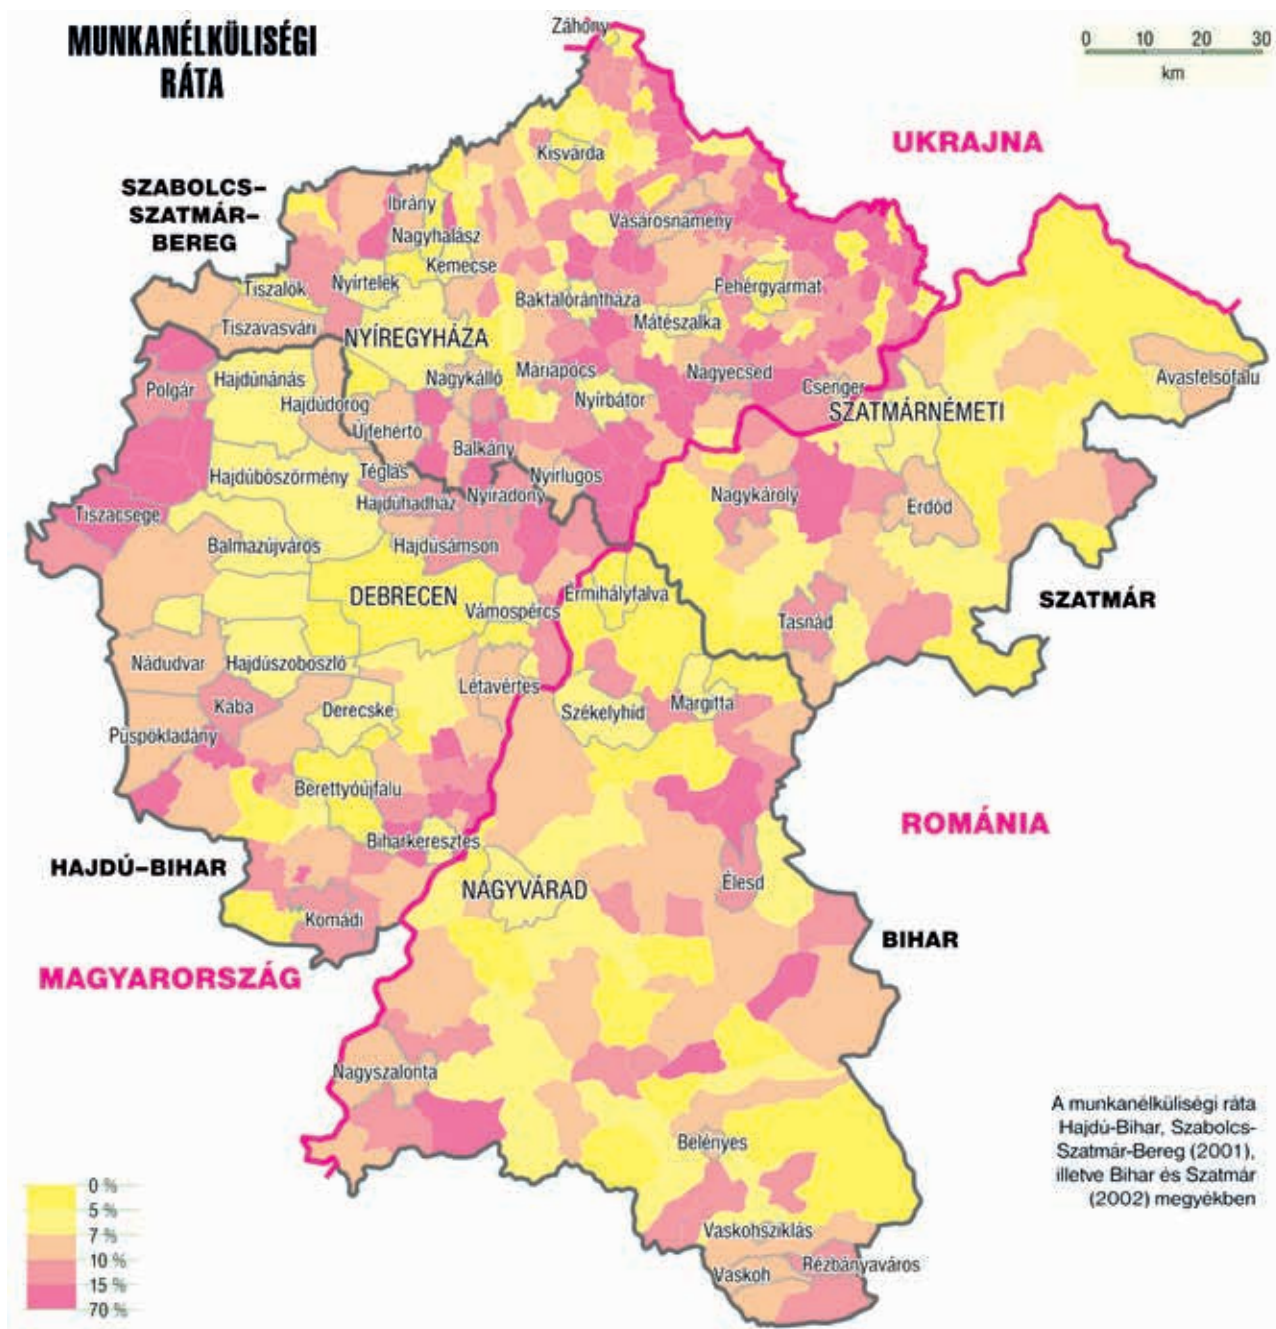 MUNKANÉLKÜLISÉGI
RÁTA
Záhony
0 10 20 30
km
UKRAJNA
Kisvárda
SZABOLCS–
SZATMÁR–
BEREG
Ibrány
Vásárosnamény
Nagyhalász
Kemecse
Tiszalök
Nyírtelek
Fehérgyarmat
Baktalórántháza
Tiszavasvári
Mátészalka
NYÍREGYHÁZA
Polgár
Hajdúnánás
Nagykálló
Máriapócs
Nagyecsed
Csenger
Avasfelsőfalu
Hajdúdorog
Nyírbátor
SZATMÁRNÉMETI
Újfehértó
Balkány
Hajdúböszörmény
Téglás
Nyírlugos
Hajdúhadház
Nyíradony
Nagykároly
Erdőd
Tiszacsege
Balmazújváros
Hajdúsámson
DEBRECEN
Vámospércs
Érmihályfalva
SZATMÁR
Tasnád
Nádudvar
Hajdúszoboszló
Létavértes
Kaba
Derecske
Székelyhíd
Margitta
Püspökladány
Berettyóújfalu
ROMÁNIA
Biharkeresztes
HAJDÚ–BIHAR
NAGYVÁRAD
Élesd
Komádi
BIHAR
MAGYARORSZÁG
Nagyszalonta
A munkanélküliségi ráta
Hajdú-Bihar, Szabolcs-
Szatmár-Bereg (2001),
illetve Bihar és Szatmár
(2002) megyékben
Belényes
0 %
5 %
7 %
10 %
15 %
70 %
Vaskohsziklás
Vaskoh
Rézbányaváros